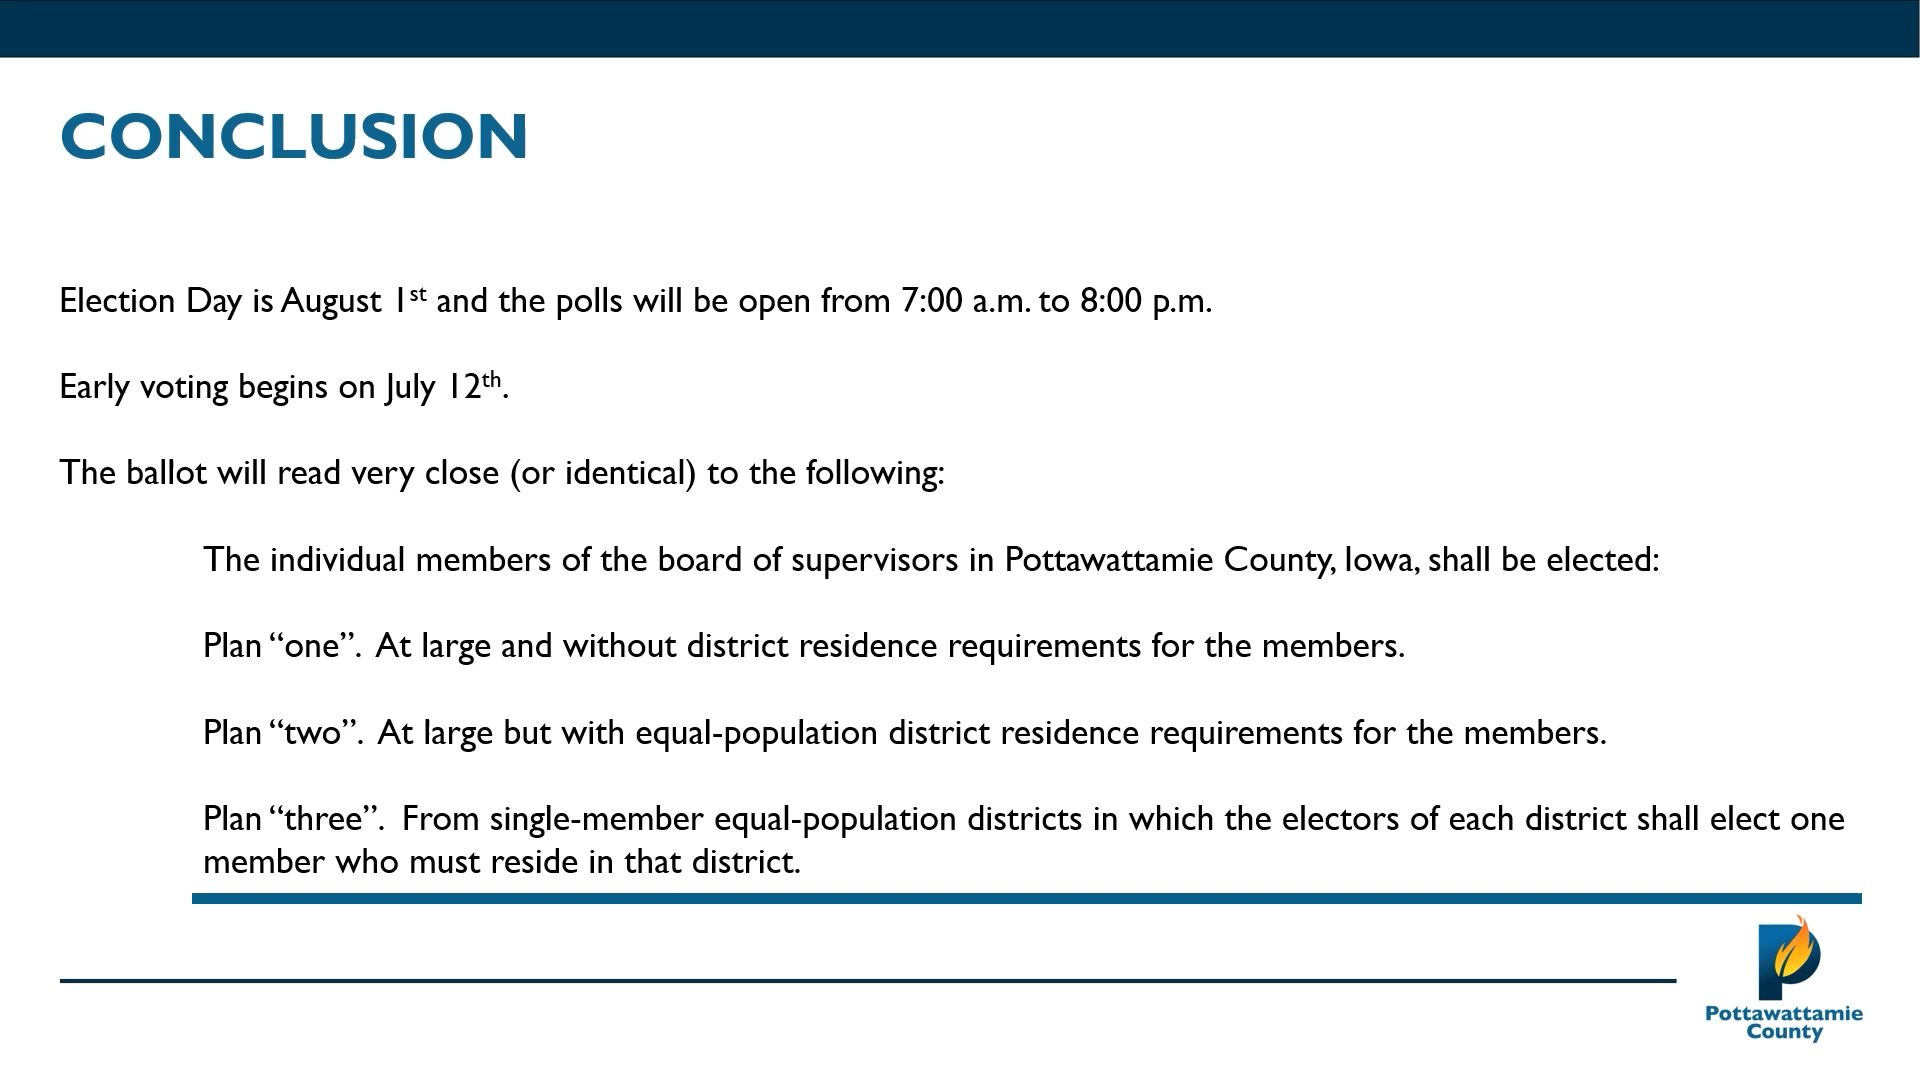 CONCLUSION
Election Day is August 1st and the polls will be open from 7:00 a.m. to 8:00 p.m.
Early voting begins on July 12th.
The ballot will read very close (or identical) to the following:
The individual members of the board of supervisors in Pottawattamie County, Iowa, shall be elected:
Plan “one”.  At large and without district residence requirements for the members.
Plan “two”.  At large but with equal-population district residence requirements for the members.
Plan “three”.  From single-member equal-population districts in which the electors of each district shall elect one
member who must reside in that district.
Pottawattamie
County